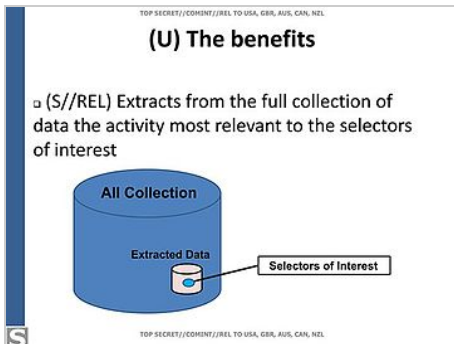 TOP SECRET//COMINT//REL TO USA, GBR, AUS, CAN, NZL
(U) The benefits
(S//REL) Extracts from the full collection of
data the activity most relevant to the selectors
of interest
All Collection
Extracted Data
Selectors of Interest
S
TOP SECRET//COMINT//REL TO USA, GBR, AUS, CAN, NZL